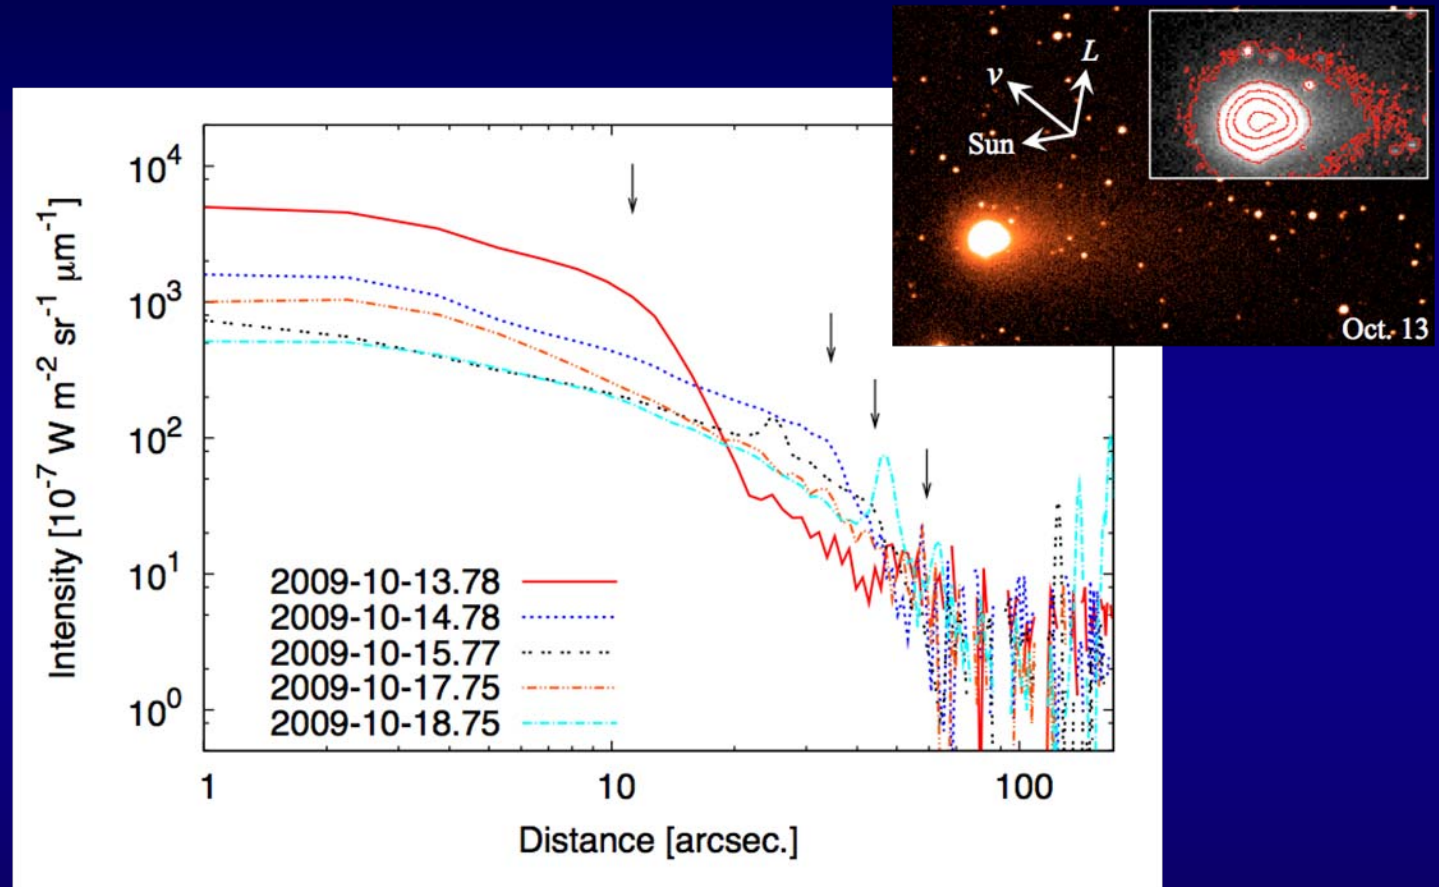 L
v
Sun
Oct. 13
Intensity [10⁻⁷ W m⁻² sr⁻¹ μm⁻¹]
10⁴
10³
10²
10¹
10⁰
2009-10-13.78
2009-10-14.78
2009-10-15.77
2009-10-17.75
2009-10-18.75
1 10 100
Distance [arcsec.]